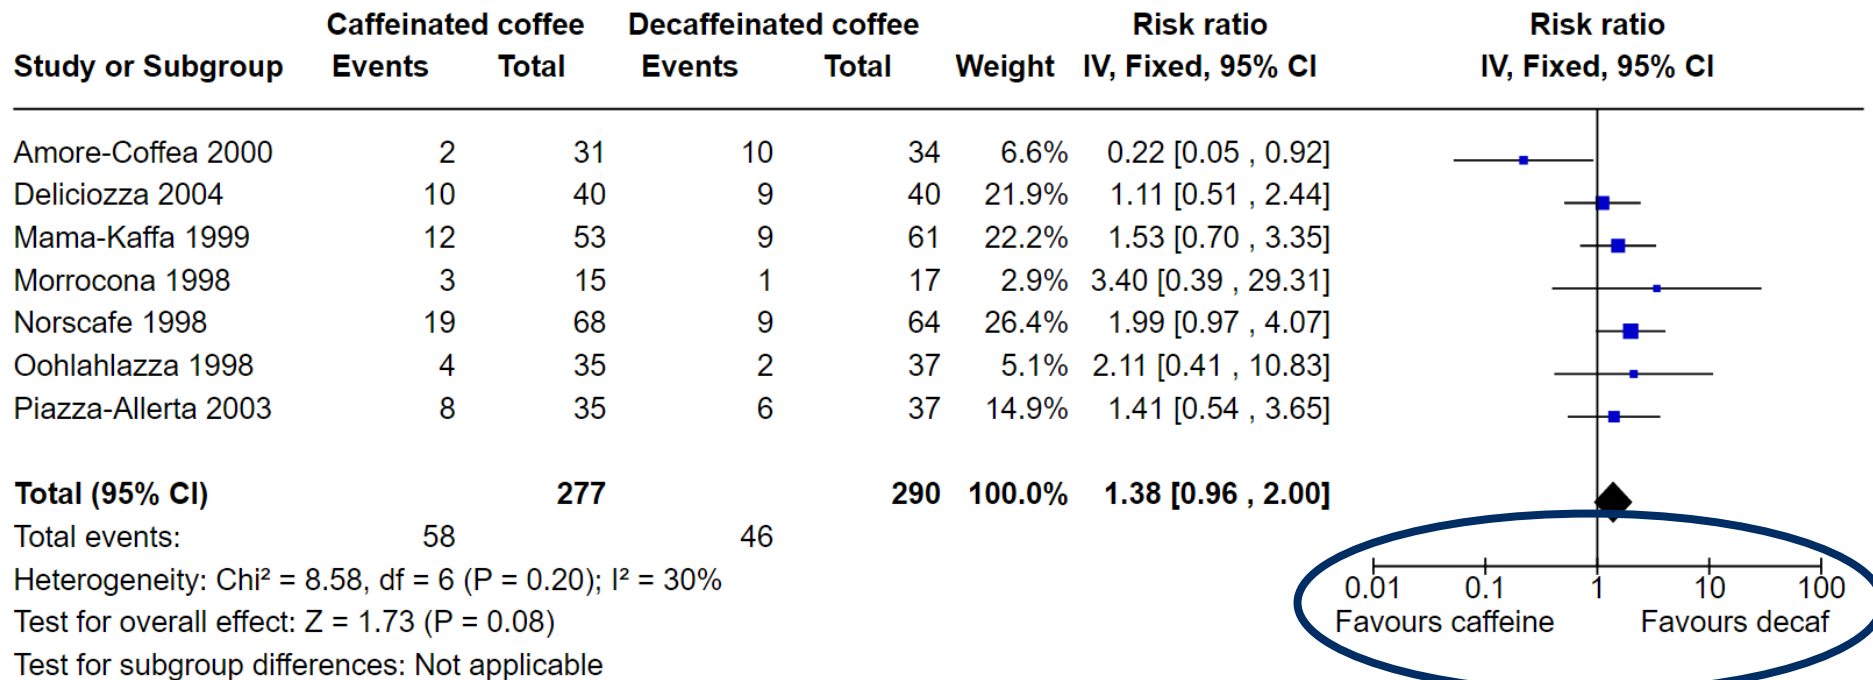 Caffeinated coffee Decaffeinated coffee Risk ratio Risk ratio
Study or Subgroup Events Total Events Total Weight IV, Fixed, 95% CI IV, Fixed, 95% CI
Amore-Coffea 2000 2 31 10 34 6.6% 0.22 [0.05 , 0.92]
Deliciozza 2004 10 40 9 40 21.9% 1.11 [0.51 , 2.44]
Mama-Kaffa 1999 12 53 9 61 22.2% 1.53 [0.70 , 3.35]
Morrocona 1998 3 15 1 17 2.9% 3.40 [0.39 , 29.31]
Norscafe 1998 19 68 9 64 26.4% 1.99 [0.97 , 4.07]
Oohlahlazza 1998 4 35 2 37 5.1% 2.11 [0.41 , 10.83]
Piazza-Allerta 2003 8 35 6 37 14.9% 1.41 [0.54 , 3.65]
Total (95% CI) 277 290 100.0% 1.38 [0.96 , 2.00]
Total events: 58 46
Heterogeneity: Chi² = 8.58, df = 6 (P = 0.20); I² = 30%
0.01 0.1 1 10 100
Test for overall effect: Z = 1.73 (P = 0.08)
Favours caffeine Favours decaf
Test for subgroup differences: Not applicable